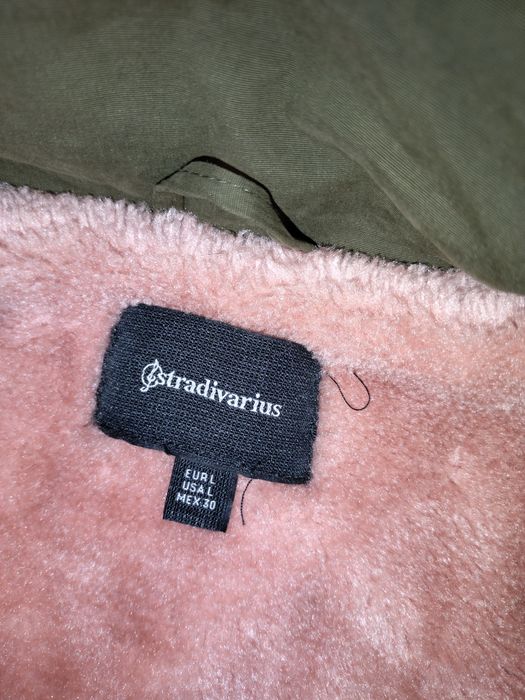 stradivarius
EUR L
USA L
MEX 30